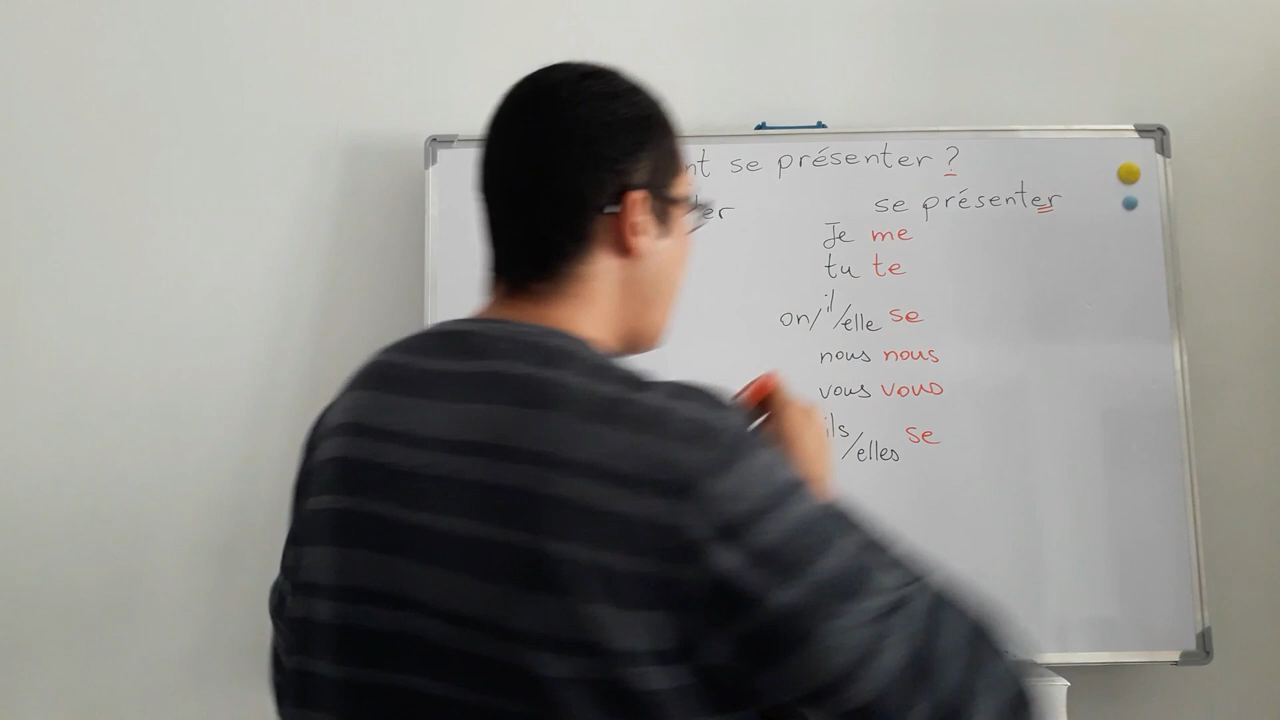 se présenter ?
se présenter
Je me
tu te
on/il/elle se
nous nous
vous vous
ils/elles se